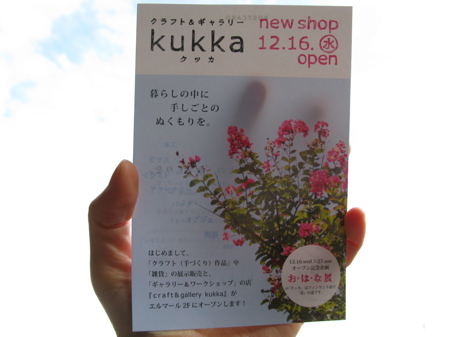 クラフト＆ギャラリー
kukka
クッカ
new shop
12.16.㊌
open
暮らしの中に
手しごとの
ぬくもりを。
はじめまして。
「クラフト（手づくり）作品」や
「雑貨」の展示販売と、
「ギャラリー＆ワークショップ」の店
『craft＆gallery kukka』が
エルマール2Fにオープンします！
オープン記念企画
お・は・な展